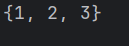 {1, 2, 3}